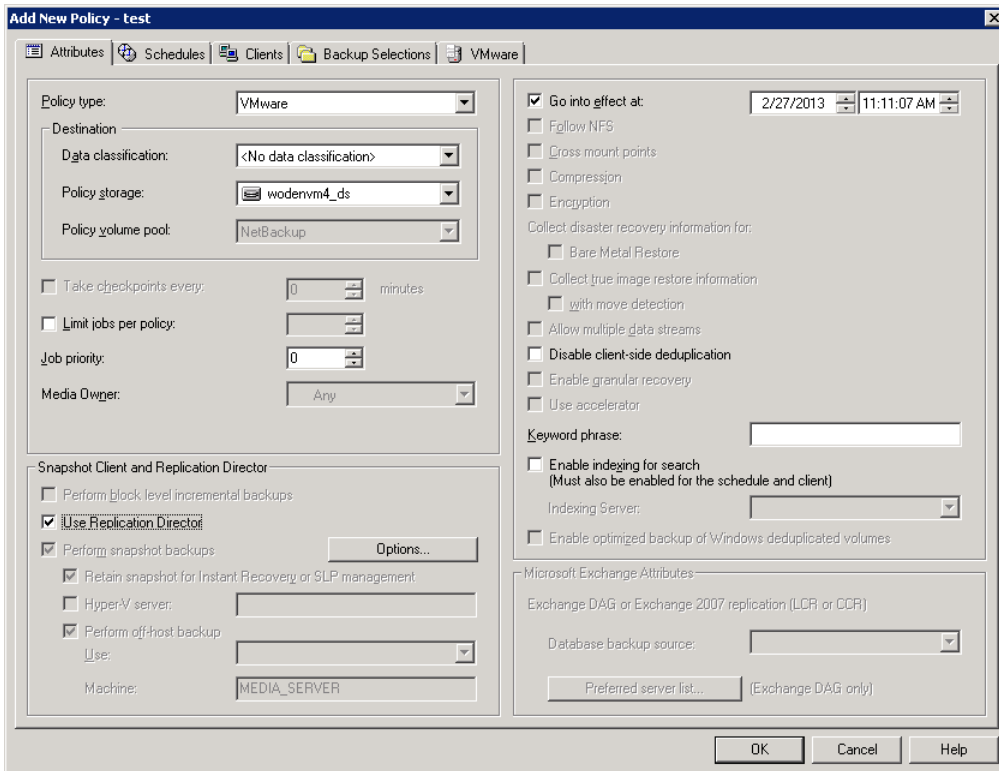 Add New Policy - test
Attributes Schedules Clients Backup Selections VMware
Policy type: VMware
Destination
Data classification: <No data classification>
Policy storage: wodenvm4_ds
Policy volume pool: NetBackup
Take checkpoints every: 0 minutes
Limit jobs per policy:
Job priority: 0
Media Owner: Any
Snapshot Client and Replication Director
Perform block level incremental backups
Use Replication Director
Perform snapshot backups Options...
Retain snapshot for Instant Recovery or SLP management
Hyper-V server:
Perform off-host backup
Use:
Machine: MEDIA_SERVER
Go into effect at: 2/27/2013 11:11:07 AM
Follow NFS
Cross mount points
Compression
Encryption
Collect disaster recovery information for:
Bare Metal Restore
Collect true image restore information
with move detection
Allow multiple data streams
Disable client-side deduplication
Enable granular recovery
Use accelerator
Keyword phrase:
Enable indexing for search
(Must also be enabled for the schedule and client)
Indexing Server:
Enable optimized backup of Windows deduplicated volumes
Microsoft Exchange Attributes
Exchange DAG or Exchange 2007 replication (LCR or CCR)
Database backup source:
Preferred server list... (Exchange DAG only)
OK Cancel Help